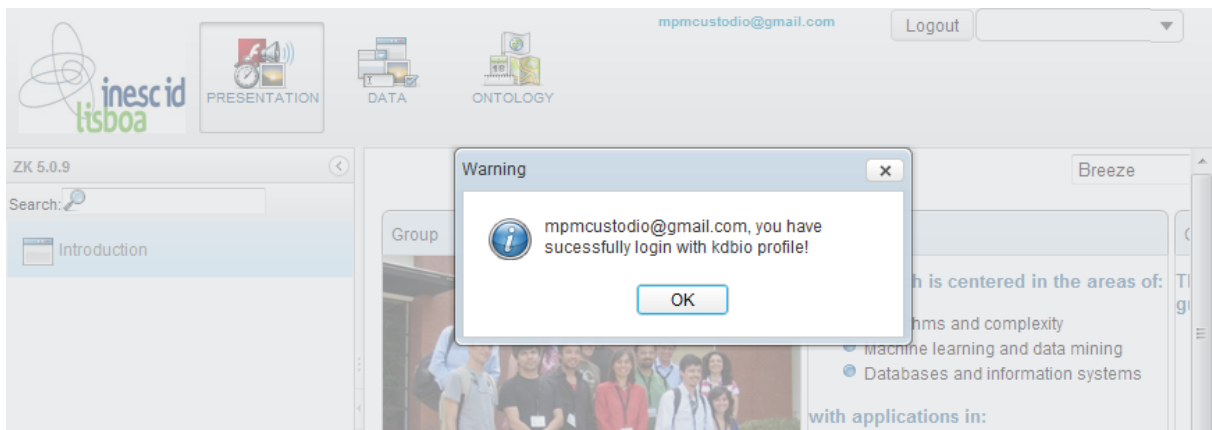 mpmcustodio@gmail.com
Logout
inesc id
lisboa
PRESENTATION
DATA
ONTOLOGY
ZK 5.0.9
Search:
Introduction
Breeze
Warning
mpmcustodio@gmail.com, you have
sucessfully login with kdbio profile!
OK
Group
h is centered in the areas of:
hms and complexity
Machine learning and data mining
Databases and information systems
with applications in: